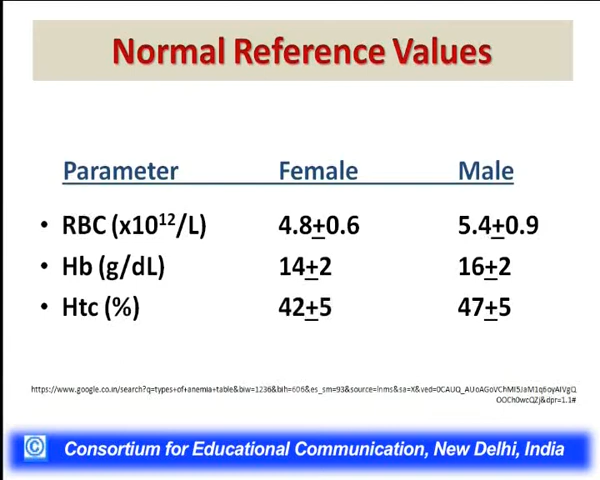 Normal Reference Values
Parameter Female Male
• RBC (x10¹²/L) 4.8±0.6 5.4±0.9
• Hb (g/dL) 14±2 16±2
• Htc (%) 42±5 47±5
© Consortium for Educational Communication, New Delhi, India